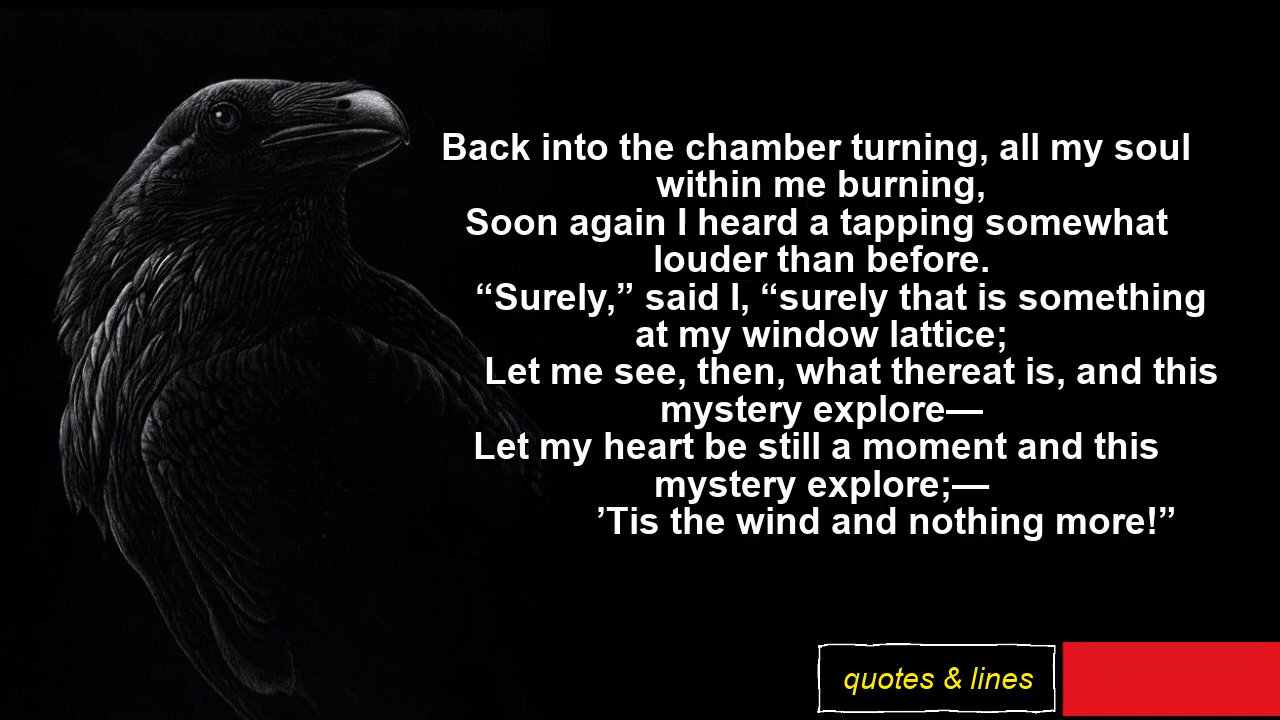 Back into the chamber turning, all my soul
within me burning,
Soon again I heard a tapping somewhat
louder than before.
“Surely,” said I, “surely that is something
at my window lattice;
Let me see, then, what thereat is, and this
mystery explore—
Let my heart be still a moment and this
mystery explore;—
’Tis the wind and nothing more!”
quotes & lines